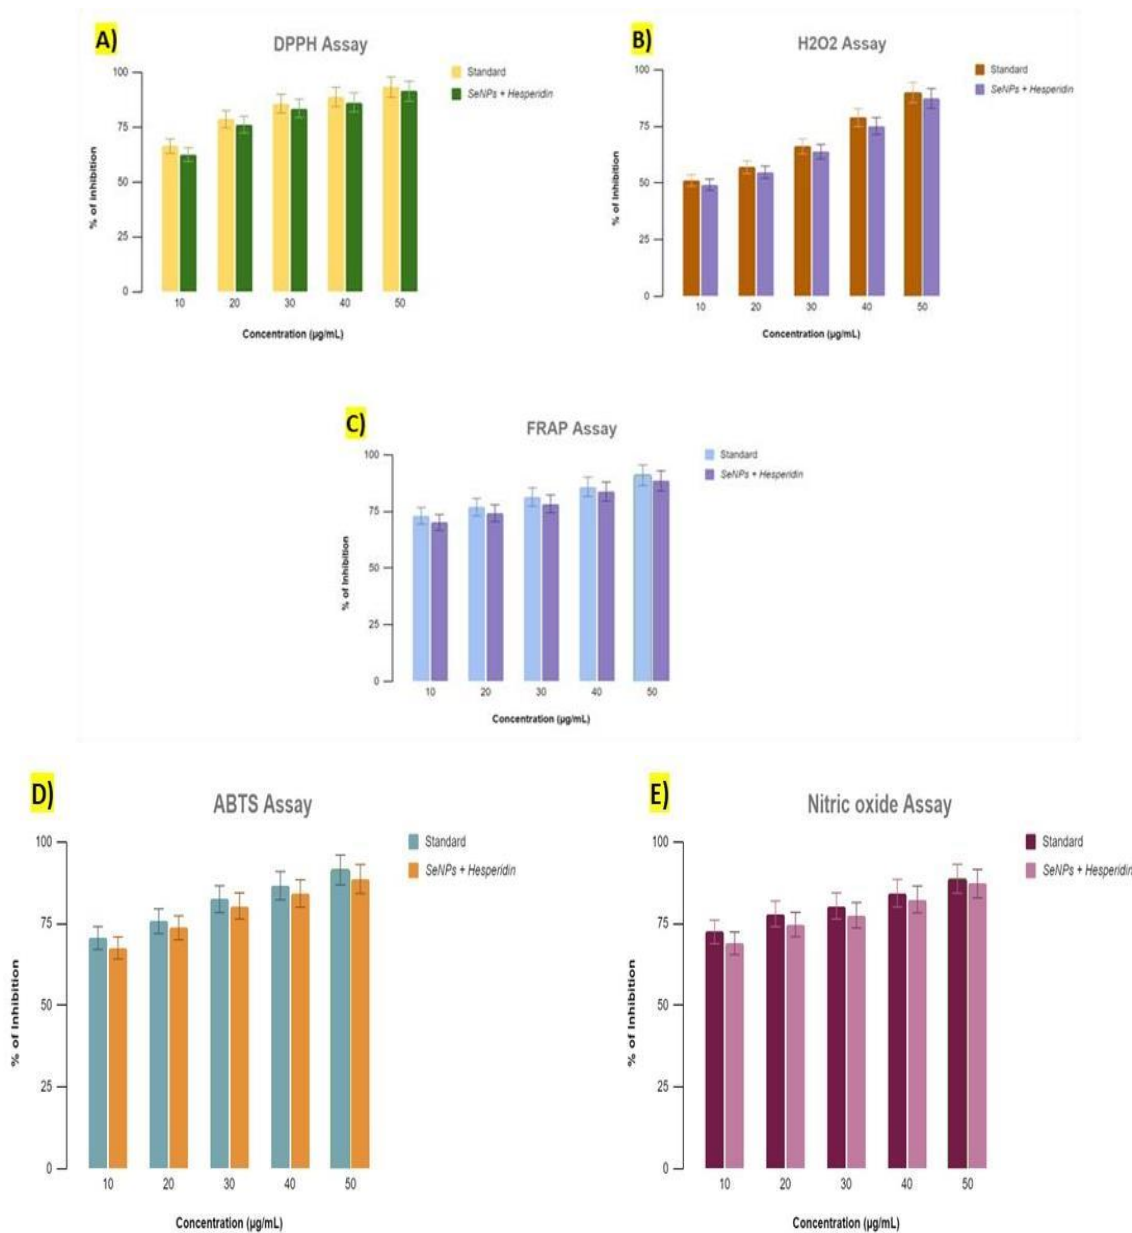 A)
DPPH Assay
Standard
SeNPs + Hesperidin
100
75
50
25
0
% of inhibition
10 20 30 40 50
Concentration (µg/mL)
B)
H2O2 Assay
Standard
SeNPs + Hesperidin
100
75
50
25
0
% of Inhibition
10 20 30 40 50
Concentration (µg/mL)
C)
FRAP Assay
Standard
SeNPs + Hesperidin
100
75
50
25
0
% of Inhibition
10 20 30 40 50
Concentration (µg/mL)
D)
ABTS Assay
Standard
SeNPs + Hesperidin
100
75
50
25
0
% of Inhibition
10 20 30 40 50
Concentration (µg/mL)
E)
Nitric oxide Assay
Standard
SeNPs + Hesperidin
100
75
50
25
0
% of Inhibition
10 20 30 40 50
Concentration (µg/mL)